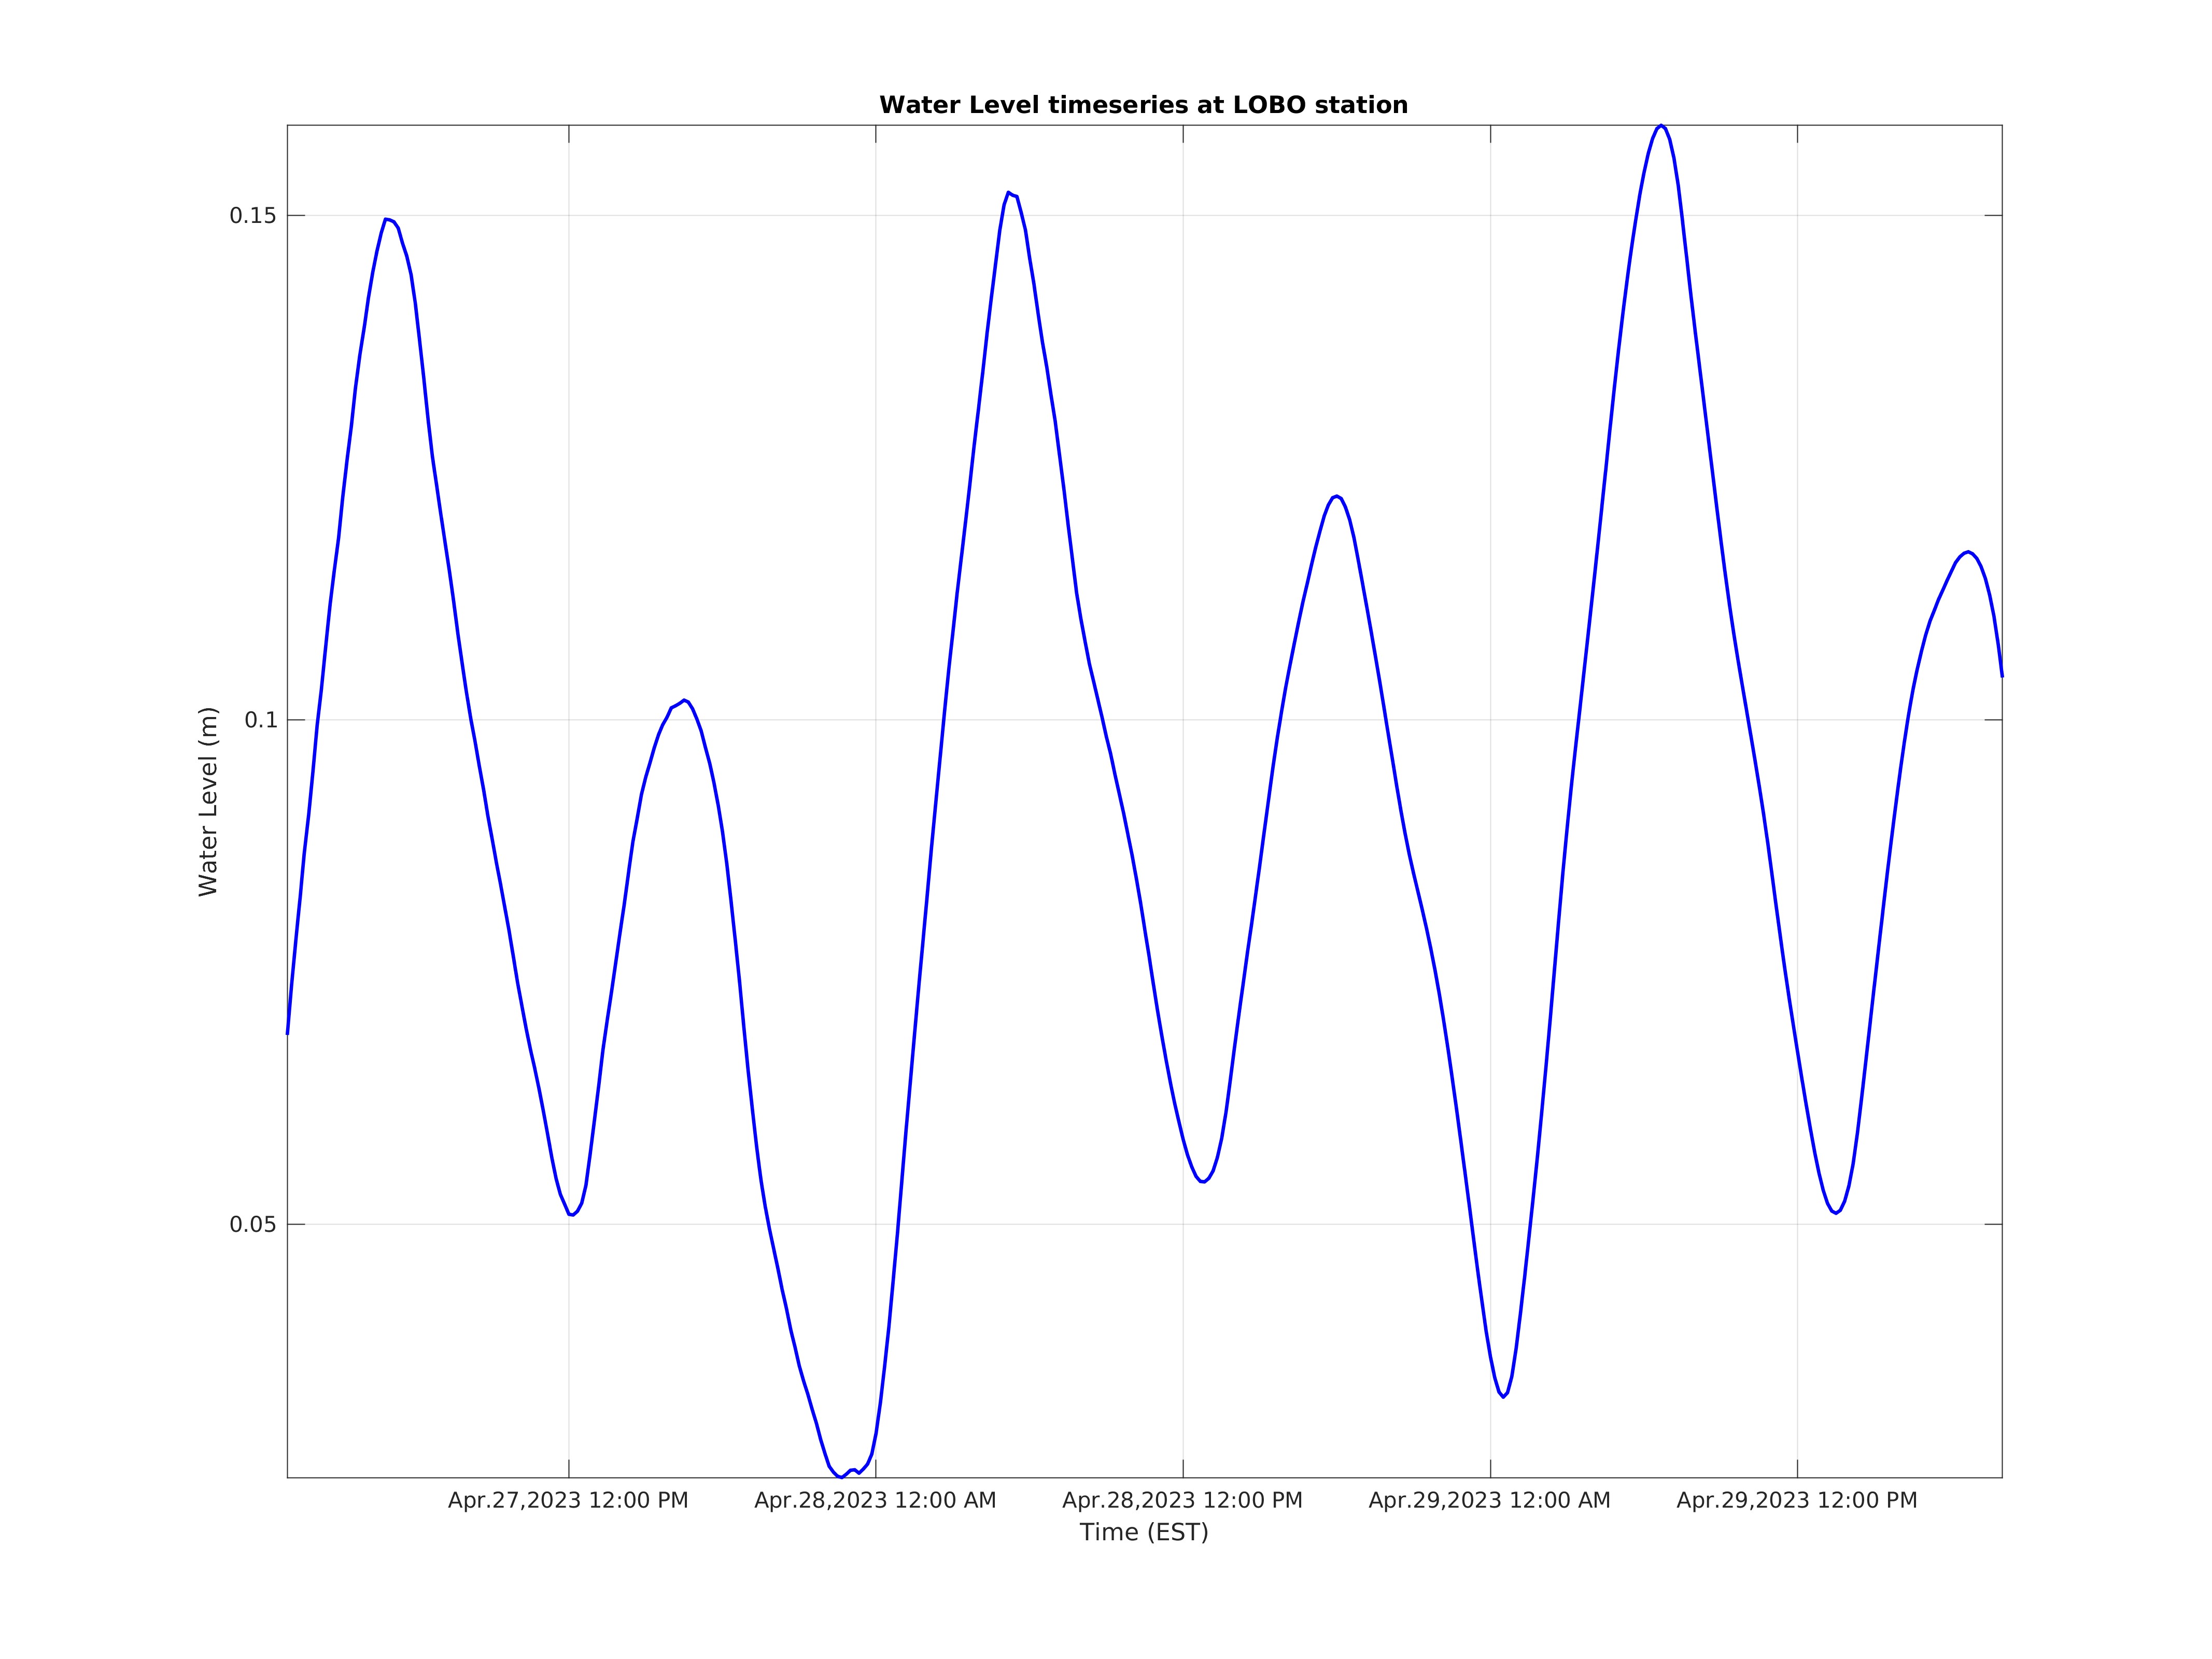 Water Level timeseries at LOBO station
0.15
0.1
0.05
Water Level (m)
Apr.27,2023 12:00 PM
Apr.28,2023 12:00 AM
Apr.28,2023 12:00 PM
Apr.29,2023 12:00 AM
Apr.29,2023 12:00 PM
Time (EST)